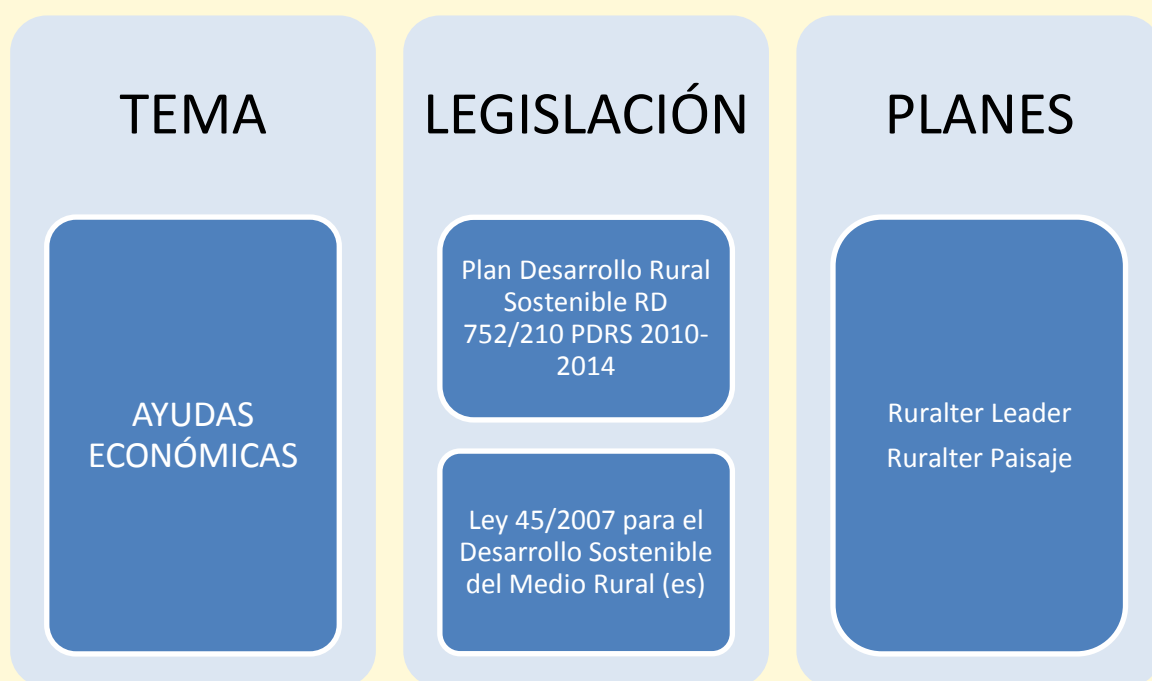 TEMA
AYUDAS
ECONÓMICAS
LEGISLACIÓN
Plan Desarrollo Rural
Sostenible RD
752/210 PDRS 2010-
2014
Ley 45/2007 para el
Desarrollo Sostenible
del Medio Rural (es)
PLANES
Ruralter Leader
Ruralter Paisaje